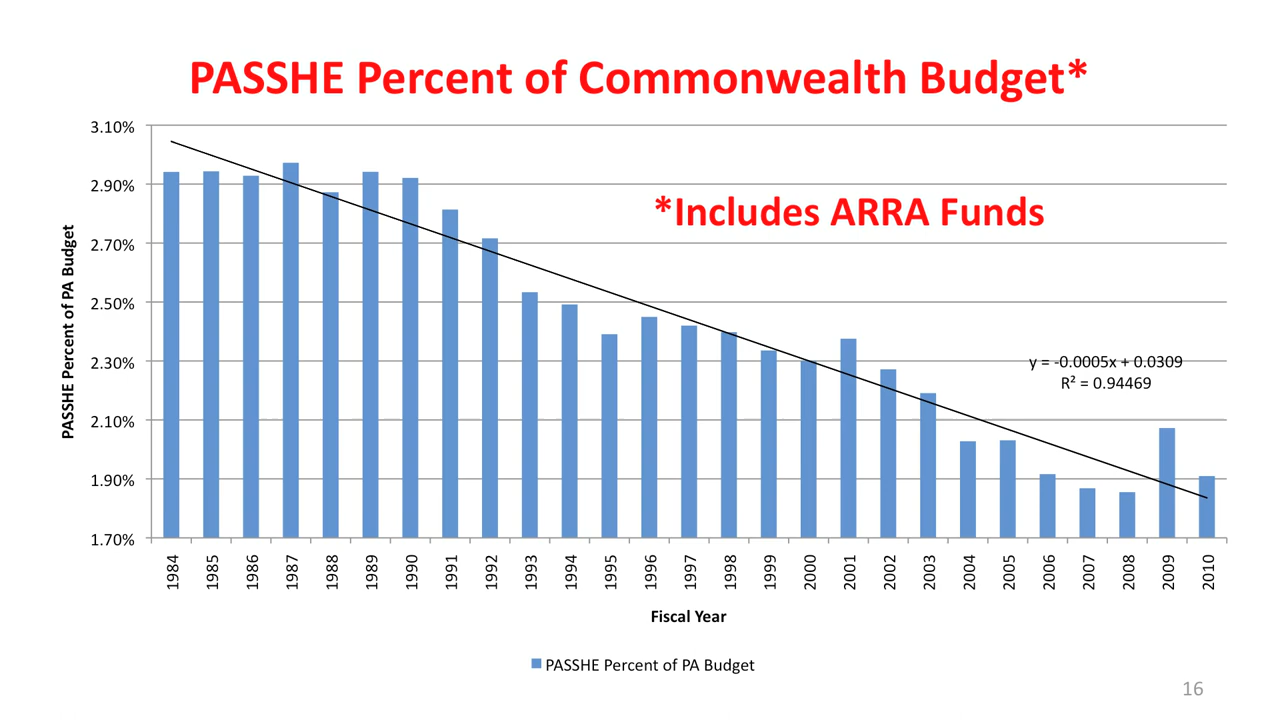 PASSHE Percent of Commonwealth Budget*
3.10%
2.90%
2.70%
2.50%
2.30%
2.10%
1.90%
1.70%
PASSHE Percent of PA Budget
*Includes ARRA Funds
y = -0.0005x + 0.0309
R² = 0.94469
1984 1985 1986 1987 1988 1989 1990 1991 1992 1993 1994 1995 1996 1997 1998 1999 2000 2001 2002 2003 2004 2005 2006 2007 2008 2009 2010
Fiscal Year
PASSHE Percent of PA Budget
16